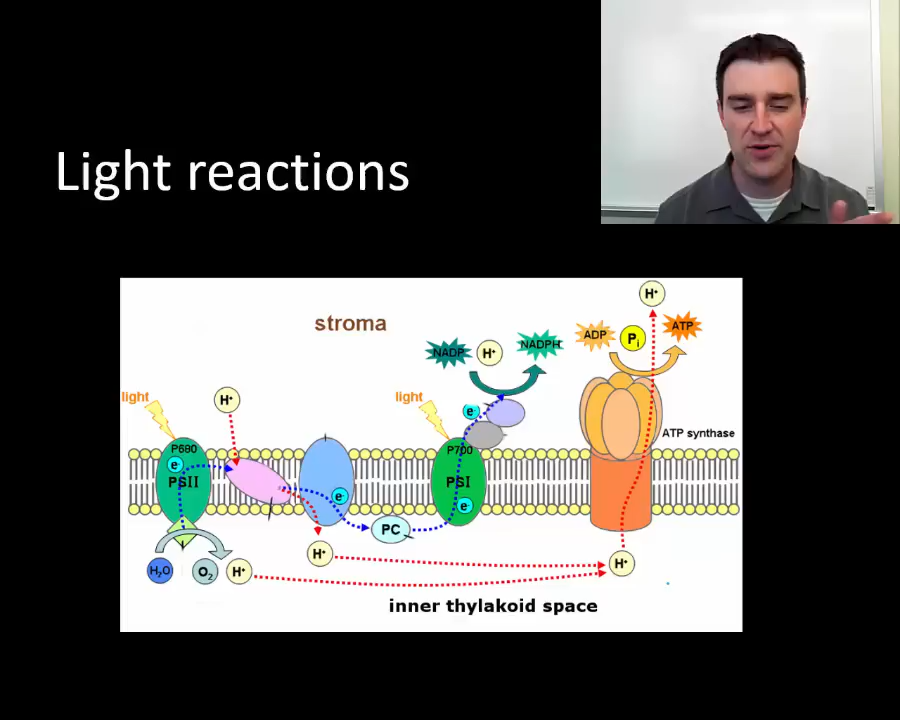 Light reactions
H+
stroma
ADP
Pi
ATP
NADP
H+
NADPH
light
H+
light
e-
ATP synthase
P680
P700
e-
PSII
PSI
e-
e-
PC
H+
H2O
O2
H+
H+
inner thylakoid space